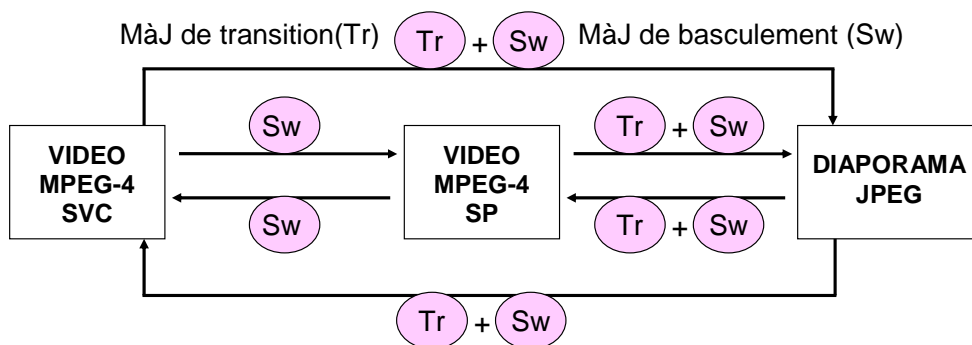 MàJ de transition(Tr) Tr + Sw MàJ de basculement (Sw)
Sw Tr + Sw
VIDEO
MPEG-4
SVC
VIDEO
MPEG-4
SP
DIAPORAMA
JPEG
Sw Tr + Sw
Tr + Sw